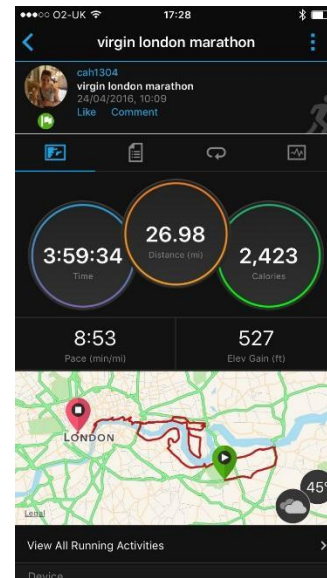 O2-UK 17:28
virgin london marathon
cah1304
virgin london marathon
24/04/2016, 10:09
Like Comment
3:59:34
Time
26.98
Distance (mi)
2,423
Calories
8:53
Pace (min/mi)
527
Elev Gain (ft)
LONDON
45°
Legal
View All Running Activities
Device